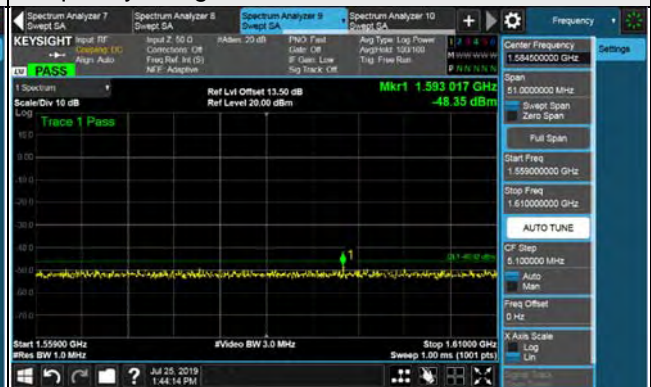 Spectrum Analyzer 7
Swept SA
Spectrum Analyzer 8
Swept SA
Spectrum Analyzer 9
Swept SA
Spectrum Analyzer 10
Swept SA
Frequency
KEYSIGHT
Input: RF
Coupling: DC
Align: Auto
Input Z: 50 Ω
Corrections: Off
Freq Ref: Int (S)
NFE: Adaptive
#Atten: 20 dB
PNO: Fast
Gate: Off
IF Gain: Low
Sig Track: Off
Avg Type: Log Power
Avg|Hold: 100/100
Trig: Free Run
1 2 3 4 5 6
M W W W W W
P N N N N N
LVI PASS
1 Spectrum
Scale/Div 10 dB
Log
Ref Lvl Offset 13.50 dB
Ref Level 20.00 dBm
Mkr1 1.593 017 GHz
-48.35 dBm
Trace 1 Pass
10.0
0.00
-10.0
-20.0
-30.0
-40.0
-50.0
-60.0
-70.0
1
Start 1.55900 GHz
#Res BW 1.0 MHz
#Video BW 3.0 MHz
Stop 1.61000 GHz
Sweep 1.00 ms (1001 pts)
Jul 25, 2019
1:44:14 PM
Center Frequency
1.584500000 GHz
Settings
Span
51.0000000 MHz
Swept Span
Zero Span
Full Span
Start Freq
1.559000000 GHz
Stop Freq
1.610000000 GHz
AUTO TUNE
CF Step
5.100000 MHz
Auto
Man
Freq Offset
0 Hz
X Axis Scale
Log
Lin
Signal Track